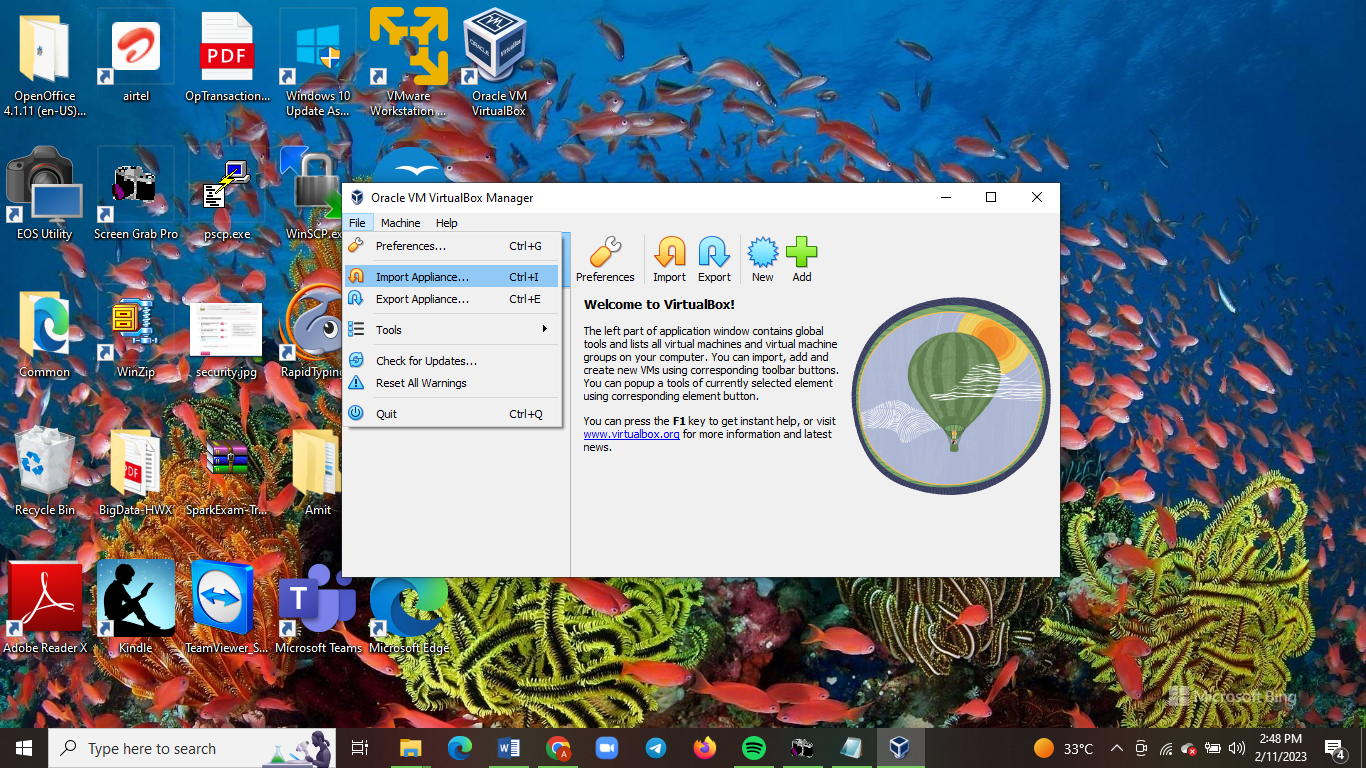 PDF
ORACLE
VirtualBox
OpenOffice
4.1.11 (en-US)...
airtel
OpTransaction...
Windows 10
Update As...
VMware
Workstation ...
Oracle VM
VirtualBox
EOS Utility
Screen Grab Pro
pscp.exe
WinSCP.ex
Oracle VM VirtualBox Manager
File
Machine
Help
Preferences... Ctrl+G
Import Appliance... Ctrl+I
Export Appliance... Ctrl+E
Tools
Check for Updates...
Reset All Warnings
Quit Ctrl+Q
Preferences
Import
Export
New
Add
Welcome to VirtualBox!
The left part of application window contains global
tools and lists all virtual machines and virtual machine
groups on your computer. You can import, add and
create new VMs using corresponding toolbar buttons.
You can popup a tools of currently selected element
using corresponding element button.
You can press the F1 key to get instant help, or visit
www.virtualbox.org for more information and latest
news.
Common
WinZip
security.jpg
RapidTyping
PDF
Recycle Bin
BigData-HWX
SparkExam-Tr...
Amit
T
Adobe Reader X
Kindle
TeamViewer_S...
Microsoft Teams
Microsoft Edge
Microsoft Bing
Type here to search
W
A
33°C
2:48 PM
2/11/2023
4